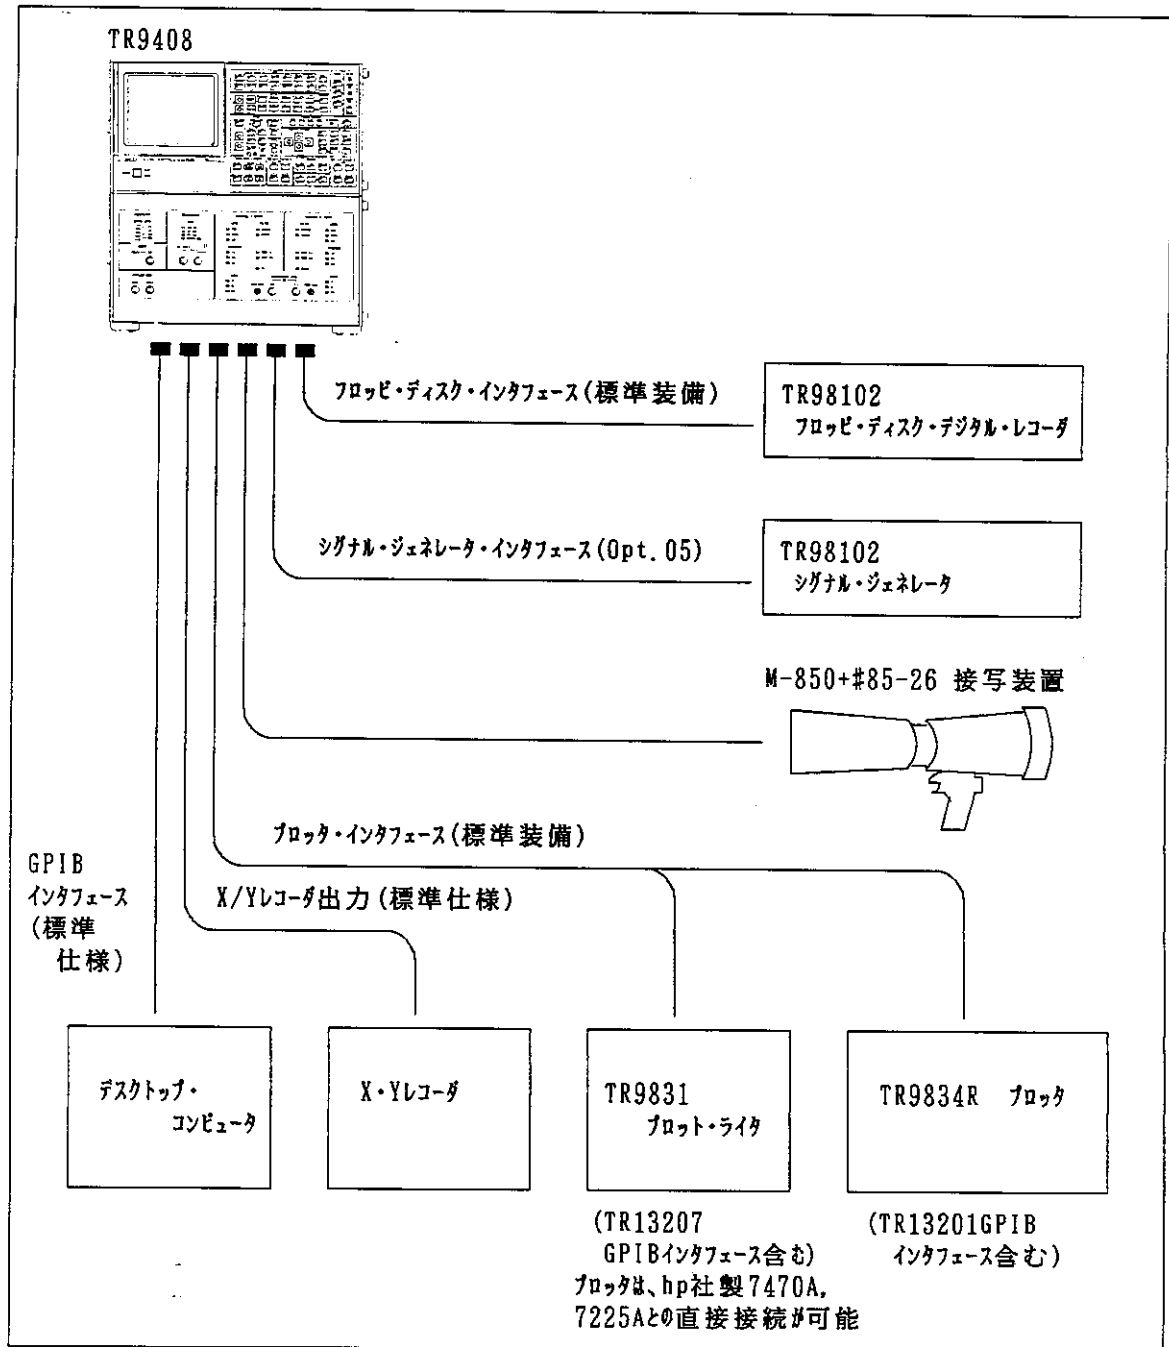 TR9408
フロッピ・ディスク・インタフェース(標準装備)
TR98102
フロッピ・ディスク・デジタル・レコーダ
シグナル・ジェネレータ・インタフェース(Opt.05)
TR98102
シグナル・ジェネレータ
M-850+#85-26 接写装置
プロッタ・インタフェース(標準装備)
GPIB
インタフェース
(標準
仕様)
X/Yレコーダ出力(標準仕様)
デスクトップ・
コンピュータ
X・Yレコーダ
TR9831
プロット・ライタ
TR9834R プロッタ
(TR13207
GPIBインタフェース含む)
プロッタは、hp社製7470A,
7225Aとの直接接続が可能
(TR13201GPIB
インタフェース含む)